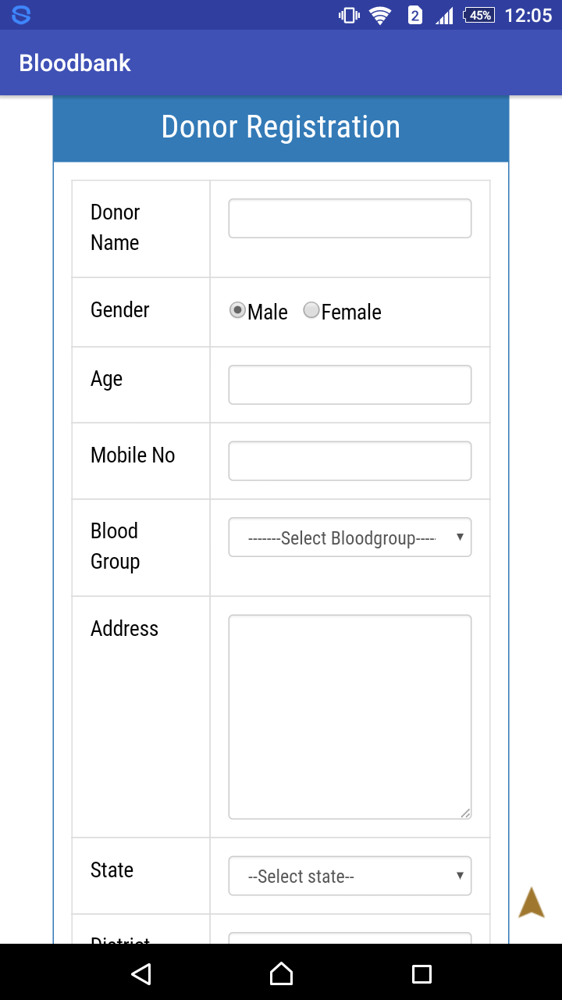 2 45% 12:05
Bloodbank
Donor Registration
Donor
Name
Gender
Male Female
Age
Mobile No
Blood
Group
-------Select Bloodgroup-----
Address
State
--Select state--
District